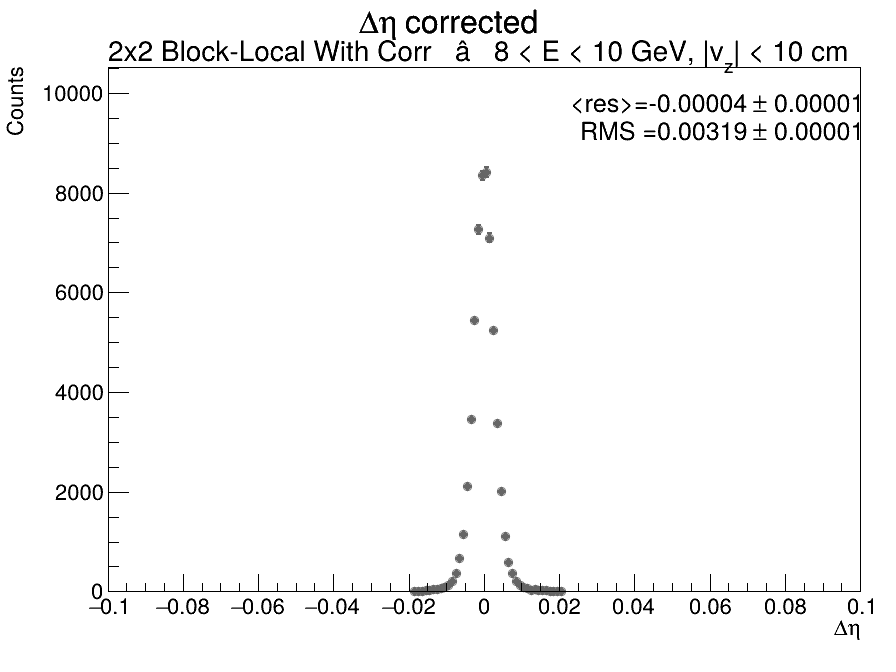 Δη corrected
2x2 Block-Local With Corr â 8 < E < 10 GeV, |v_z| < 10 cm
Counts
<res>=-0.00004 ± 0.00001
RMS =0.00319 ± 0.00001
10000
8000
6000
4000
2000
0
−0.1 −0.08 −0.06 −0.04 −0.02 0 0.02 0.04 0.06 0.08 0.1
Δη